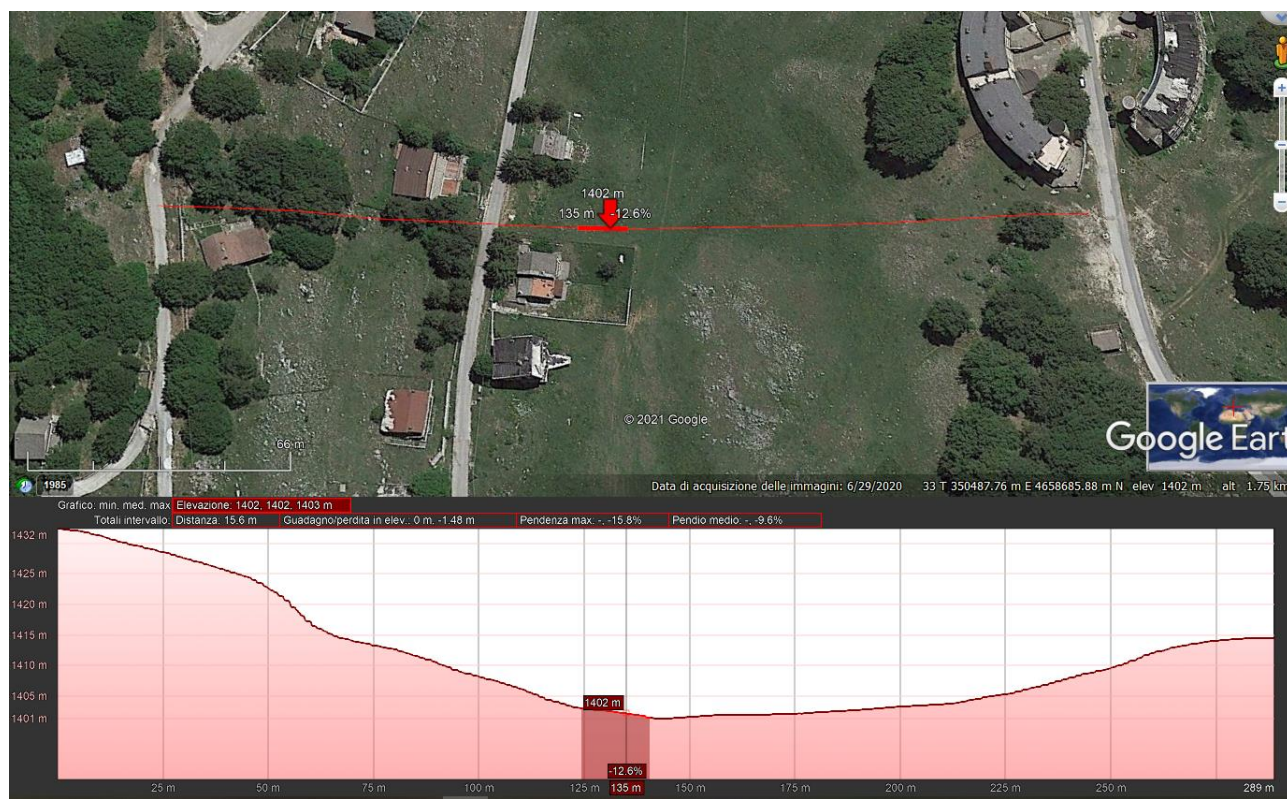 1402 m
135 m -12.6%
© 2021 Google
66 m
Google Eart
1985
Data di acquisizione delle immagini: 6/29/2020 33 T 350487.76 m E 4658685.88 m N elev 1402 m alt 1.75 km
Grafico: min. med. max Elevazione: 1402, 1402. 1403 m
Totali intervallo: Distanza: 15.6 m Guadagno/perdita in elev.: 0 m. -1.48 m Pendenza max. -, -15.8% Pendio medio: -, -9.6%
1432 m
1425 m
1420 m
1415 m
1410 m
1405 m
1401 m
1402 m
-12.6%
25 m 50 m 75 m 100 m 125 m 135 m 150 m 175 m 200 m 225 m 250 m 289 m